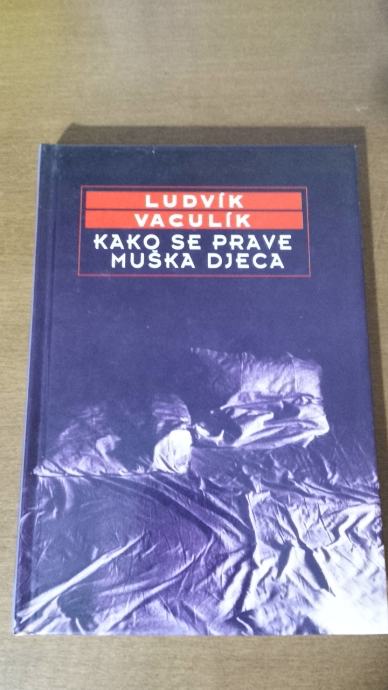 LUDVÍK
VACULÍK
KAKO SE PRAVE
MUŠKA DJECA